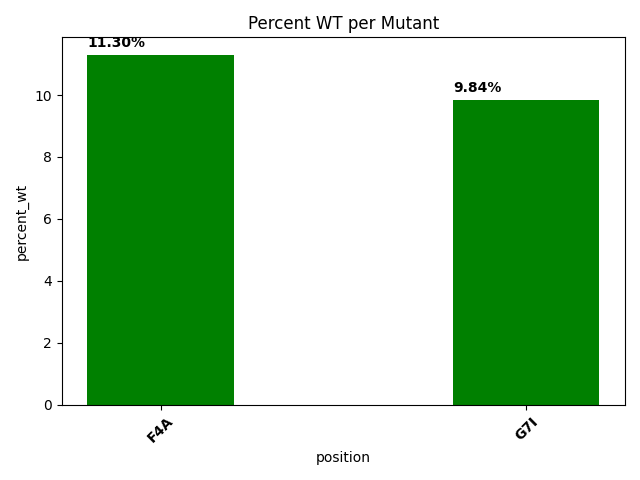 Percent WT per Mutant
11.30%
9.84%
percent_wt
10
8
6
4
2
0
F4A
G7I
position